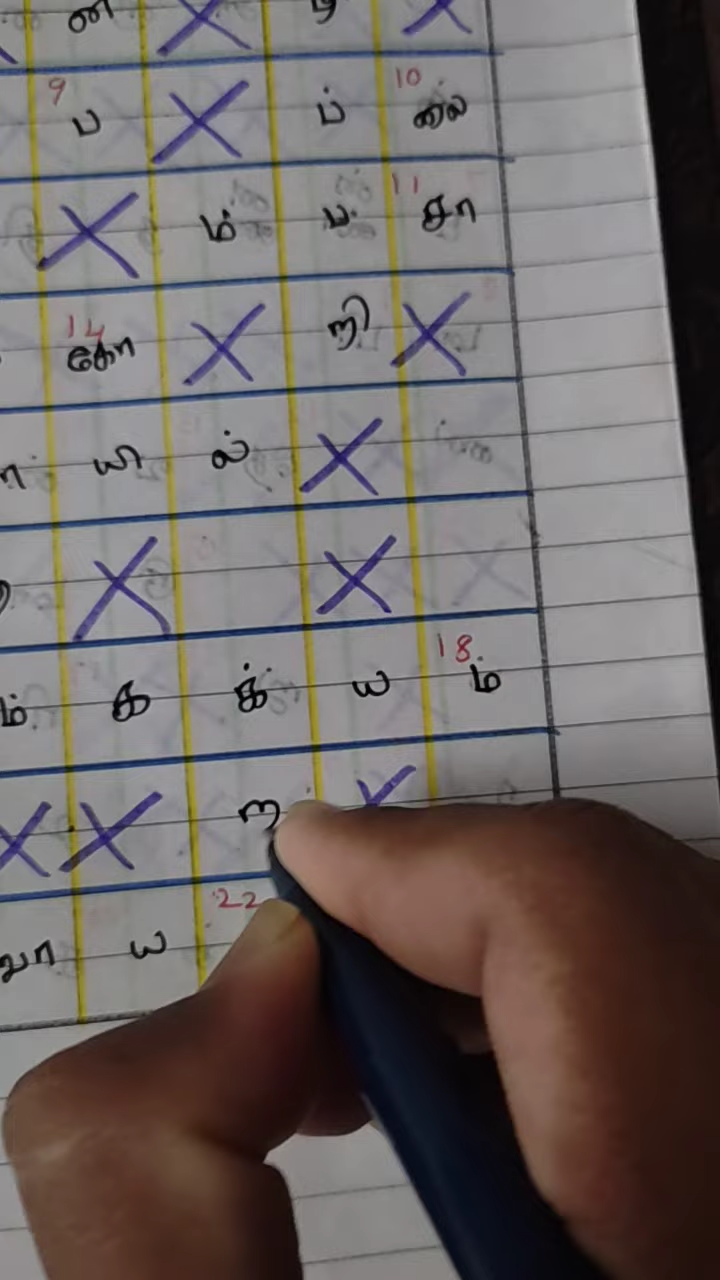 ன டி
9 ப ப் 10 லை
ம் ப 11 சா
14 கோ றி
யி ல்
ம் க க் ய 18 ம்
ற
22
வா ய